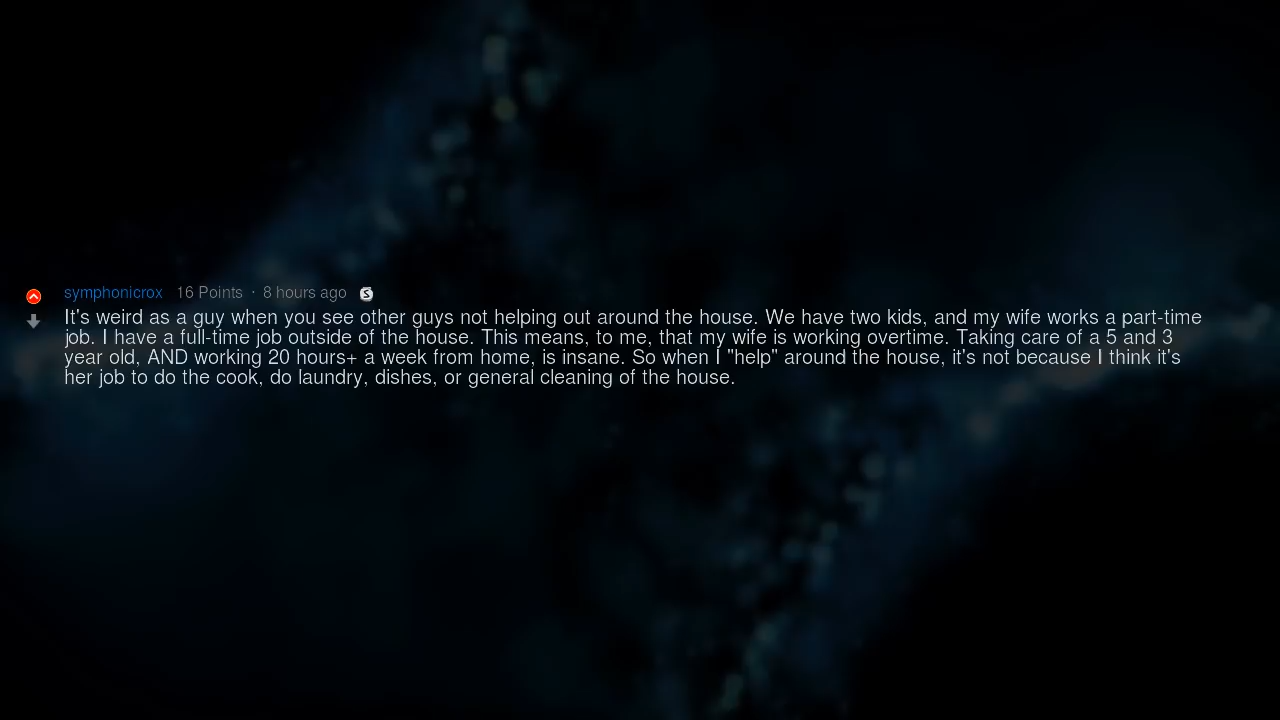 symphonicrox 16 Points · 8 hours ago
It's weird as a guy when you see other guys not helping out around the house. We have two kids, and my wife works a part-time
job. I have a full-time job outside of the house. This means, to me, that my wife is working overtime. Taking care of a 5 and 3
year old, AND working 20 hours+ a week from home, is insane. So when I "help" around the house, it's not because I think it's
her job to do the cook, do laundry, dishes, or general cleaning of the house.